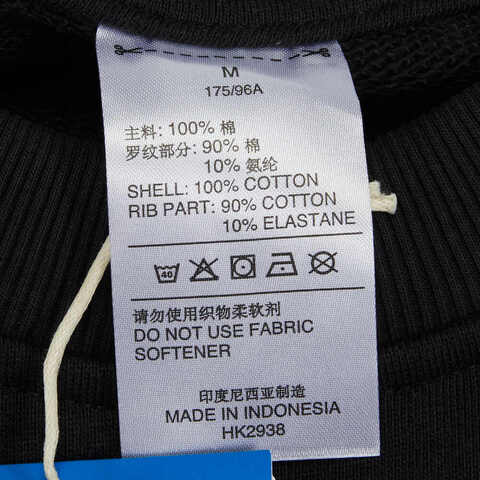 M
175/96A
主料: 100% 棉
罗纹部分: 90% 棉
10% 氨纶
SHELL: 100% COTTON
RIB PART: 90% COTTON
10% ELASTANE
40
请勿使用织物柔软剂
DO NOT USE FABRIC
SOFTENER
印度尼西亚制造
MADE IN INDONESIA
HK2938